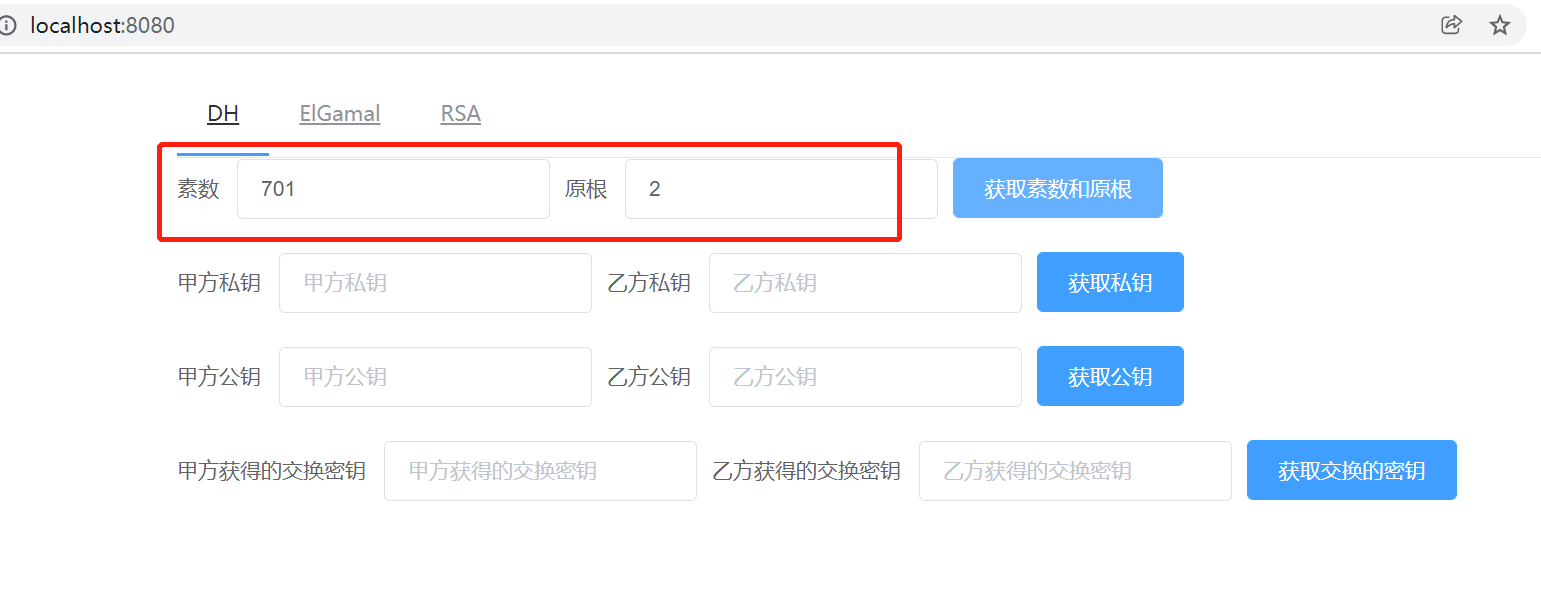 localhost:8080
DH ElGamal RSA
素数 701 原根 2 获取素数和原根
甲方私钥 甲方私钥 乙方私钥 乙方私钥 获取私钥
甲方公钥 甲方公钥 乙方公钥 乙方公钥 获取公钥
甲方获得的交换密钥 甲方获得的交换密钥 乙方获得的交换密钥 乙方获得的交换密钥 获取交换的密钥